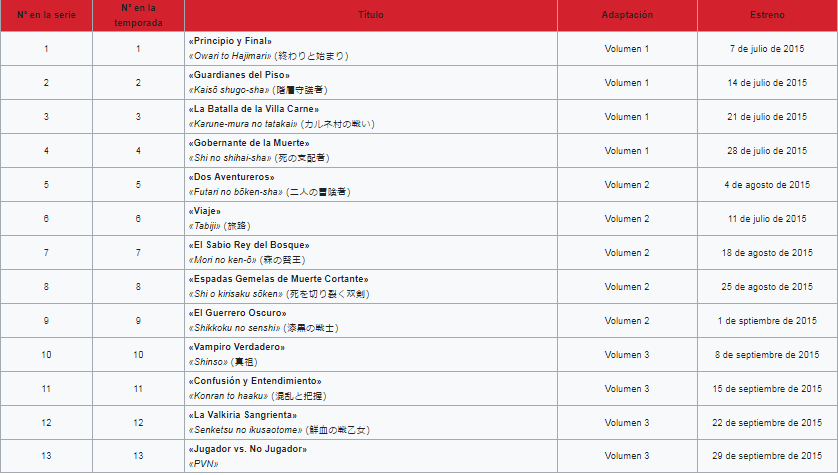 N° en la serie
N° en la temporada
Título
Adaptación
Estreno
1
1
«Principio y Final»
«Owari to Hajimari» (終わりと始まり)
Volumen 1
7 de julio de 2015
2
2
«Guardianes del Piso»
«Kaisō shugo-sha» (階層守護者)
Volumen 1
14 de julio de 2015
3
3
«La Batalla de la Villa Carne»
«Karune-mura no tatakai» (カルネ村の戦い)
Volumen 1
21 de julio de 2015
4
4
«Gobernante de la Muerte»
«Shi no shihai-sha» (死の支配者)
Volumen 1
28 de julio de 2015
5
5
«Dos Aventureros»
«Futari no bōken-sha» (二人の冒険者)
Volumen 2
4 de agosto de 2015
6
6
«Viaje»
«Tabiji» (旅路)
Volumen 2
11 de julio de 2015
7
7
«El Sabio Rey del Bosque»
«Mori no ken-ō» (森の賢王)
Volumen 2
18 de agosto de 2015
8
8
«Espadas Gemelas de Muerte Cortante»
«Shi o kirisaku sōken» (死を切り裂く双剣)
Volumen 2
25 de agosto de 2015
9
9
«El Guerrero Oscuro»
«Shikkoku no senshi» (漆黒の戦士)
Volumen 2
1 de sptiembre de 2015
10
10
«Vampiro Verdadero»
«Shinso» (真祖)
Volumen 3
8 de septiembre de 2015
11
11
«Confusión y Entendimiento»
«Konran to haaku» (混乱と把握)
Volumen 3
15 de septiembre de 2015
12
12
«La Valkiria Sangrienta»
«Senketsu no ikusaotome» (鮮血の戦乙女)
Volumen 3
22 de septiembre de 2015
13
13
«Jugador vs. No Jugador»
«PVN»
Volumen 3
29 de septiembre de 2015